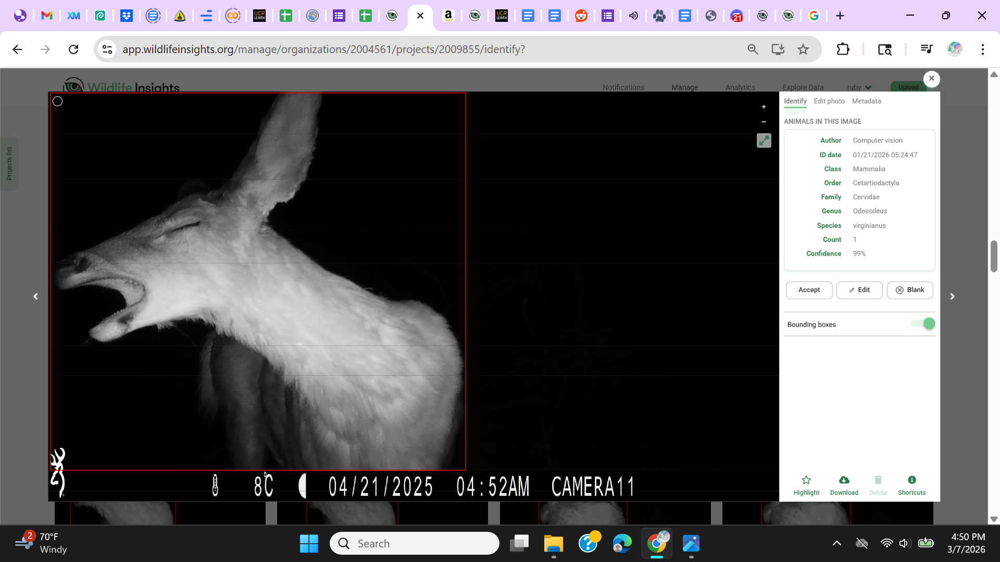 21
app.wildlifeinsights.org/manage/organizations/2004561/projects/2009855/identify?
Wildlife Insights
Notifications
Manage
Analytics
Explore Data
ruby
Upload
Projects list
Identify
Edit photo
Metadata
ANIMALS IN THIS IMAGE
Author Computer vision
ID date 01/21/2026 05:24:47
Class Mammalia
Order Cetartiodactyla
Family Cervidae
Genus Odocoileus
Species virginianus
Count 1
Confidence 99%
Accept
Edit
Blank
Bounding boxes
8°C 04/21/2025 04:52AM CAMERA11
Highlight
Download
Delete
Shortcuts
2
70°F
Windy
Search
4:50 PM
3/7/2026